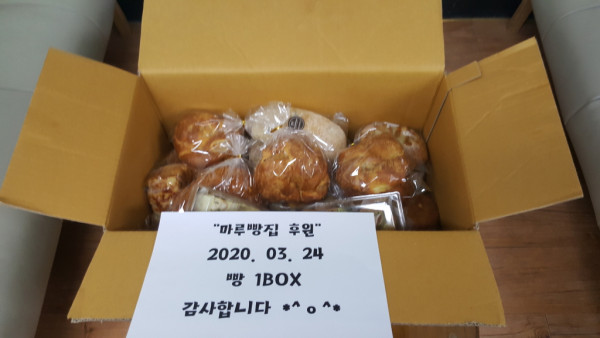 "마루빵집 후원"
2020. 03. 24
빵 1BOX
감사합니다 *^o^*